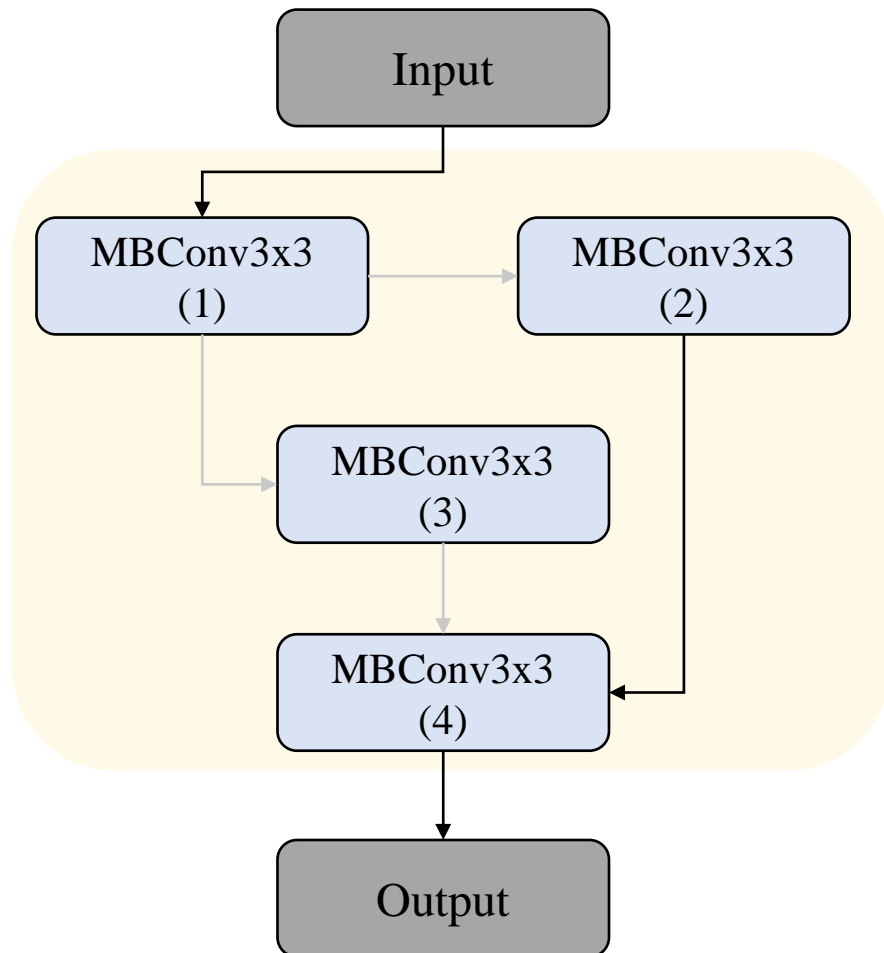 Input
MBConv3x3
(1)
MBConv3x3
(2)
MBConv3x3
(3)
MBConv3x3
(4)
Output